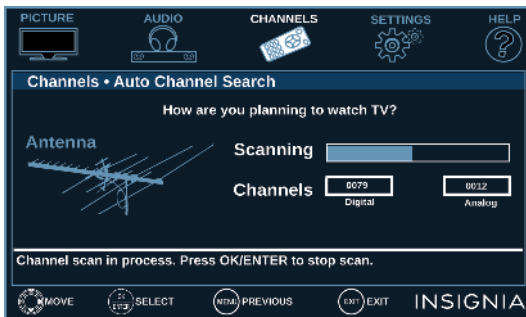 PICTURE AUDIO CHANNELS SETTINGS HELP
?
Channels • Auto Channel Search
How are you planning to watch TV?
Antenna
Scanning
Channels 0079 0012
Digital Analog
Channel scan in process. Press OK/ENTER to stop scan.
MOVE OK ENTER SELECT MENU PREVIOUS EXIT EXIT INSIGNIA